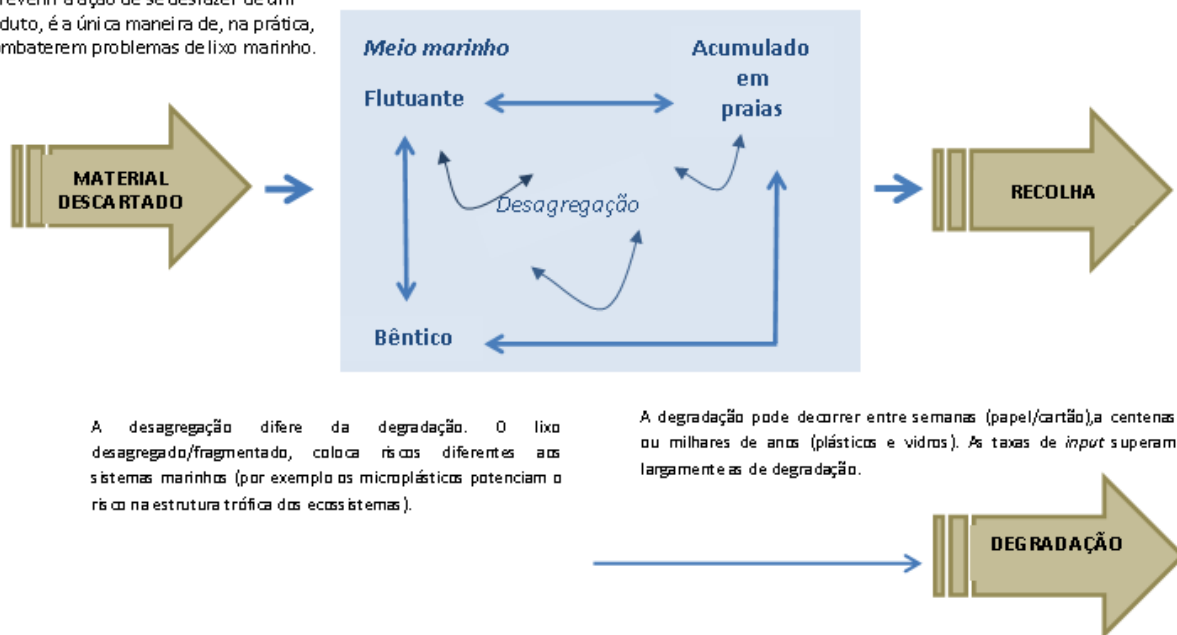 duto, é a única maneira de, na prática,
mbaterem problemas de lixo marinho.
Meio marinho
Flutuante
Acumulado
em
praias
MATERIAL
DESCARTADO
Desagregação
RECOLHA
Bêntico
A desagregação difere da degradação. O lixo
desagregado/fragmentado, coloca riscos diferentes aos
sistemas marinhos (por exemplo os microplásticos potenciam o
risco na estrutura trófica dos ecossistemas).
A degradação pode decorrer entre semanas (papel/cartão),a centenas
ou milhares de anos (plásticos e vidros). As taxas de input superam
largamente as de degradação.
DEGRADAÇÃO